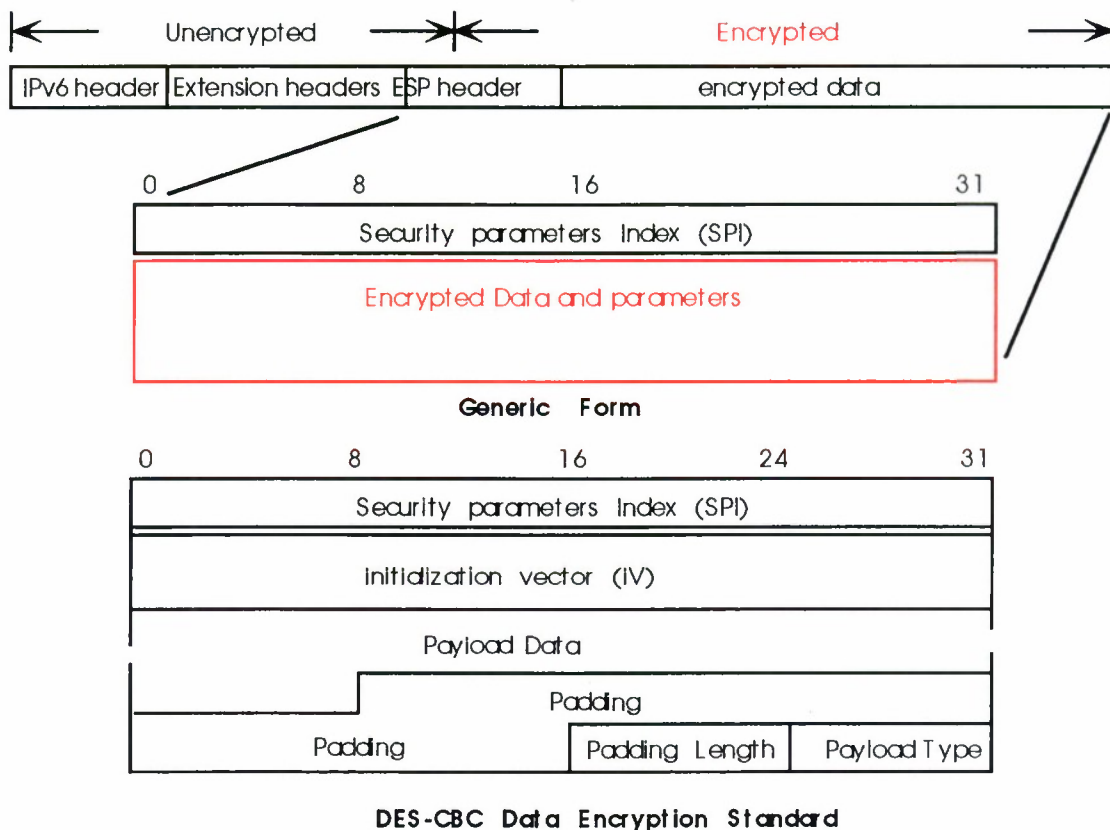 Unencrypted Encrypted
IPv6 header Extension headers ESP header encrypted data
0 8 16 31
Security parameters Index (SPI)
Encrypted Data and parameters
Generic Form
0 8 16 24 31
Security parameters Index (SPI)
initialization vector (IV)
Payload Data
Padding
Padding Padding Length Payload Type
DES-CBC Data Encryption Standard